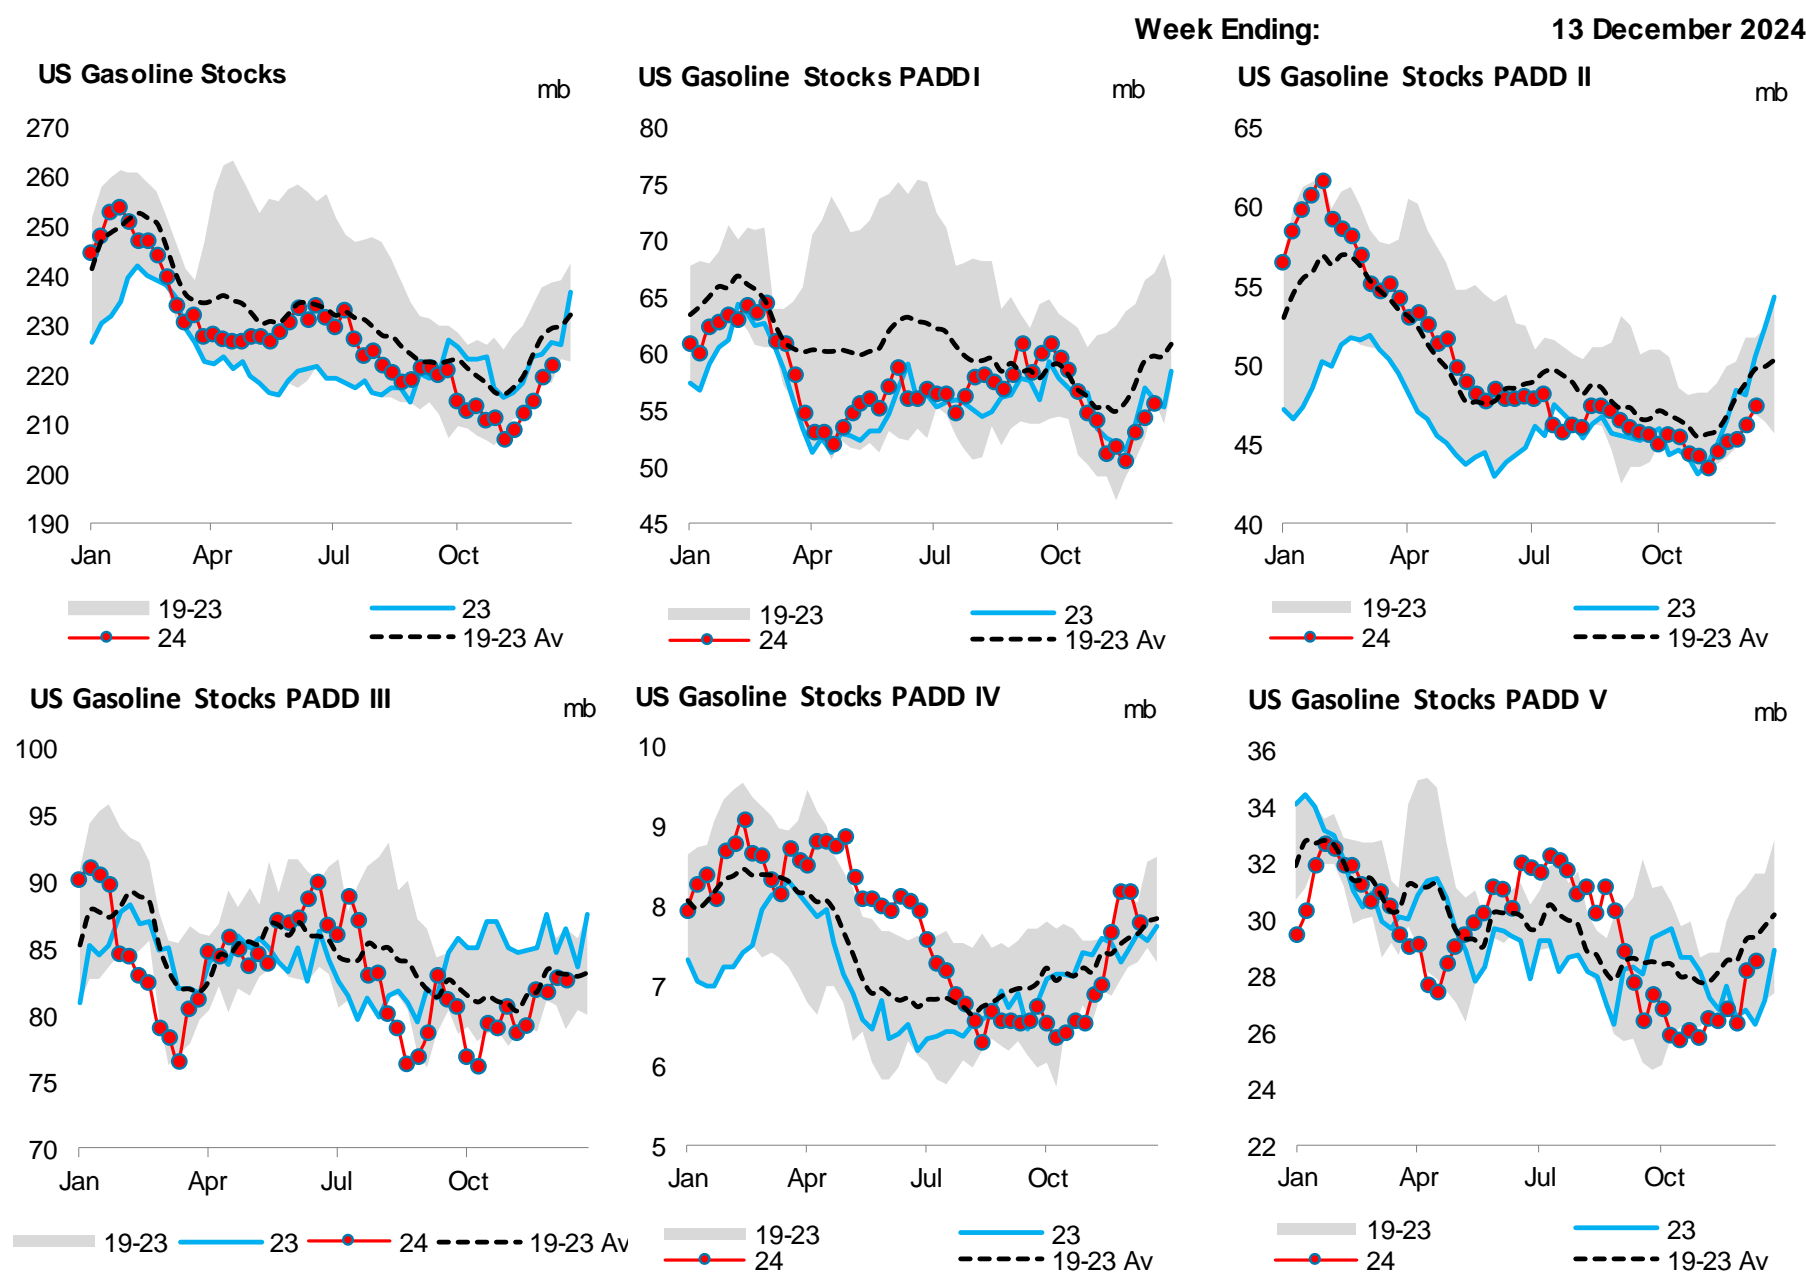 Week Ending: 13 December 2024
US Gasoline Stocks
mb
270
260
250
240
230
220
210
200
190
Jan Apr Jul Oct
19-23 23
24 19-23 Av
US Gasoline Stocks PADD I
mb
80
75
70
65
60
55
50
45
Jan Apr Jul Oct
19-23 23
24 19-23 Av
US Gasoline Stocks PADD II
mb
65
60
55
50
45
40
Jan Apr Jul Oct
19-23 23
24 19-23 Av
US Gasoline Stocks PADD III
mb
100
95
90
85
80
75
70
Jan Apr Jul Oct
19-23 23 24 19-23 Av
US Gasoline Stocks PADD IV
mb
10
9
8
7
6
5
Jan Apr Jul Oct
19-23 23
24 19-23 Av
US Gasoline Stocks PADD V
mb
36
34
32
30
28
26
24
22
Jan Apr Jul Oct
19-23 23
24 19-23 Av